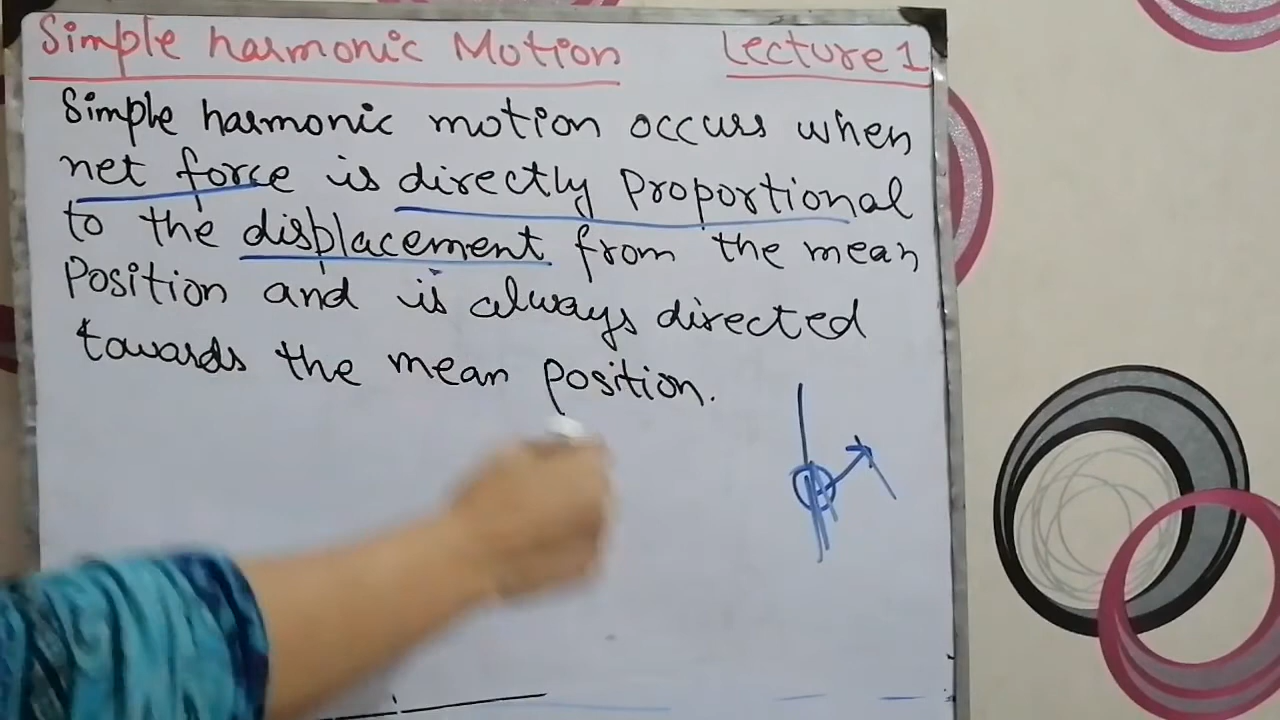 Simple harmonic Motion Lecture 1
Simple harmonic motion occurs when
net force is directly proportional
to the displacement from the mean
Position and is always directed
towards the mean position.